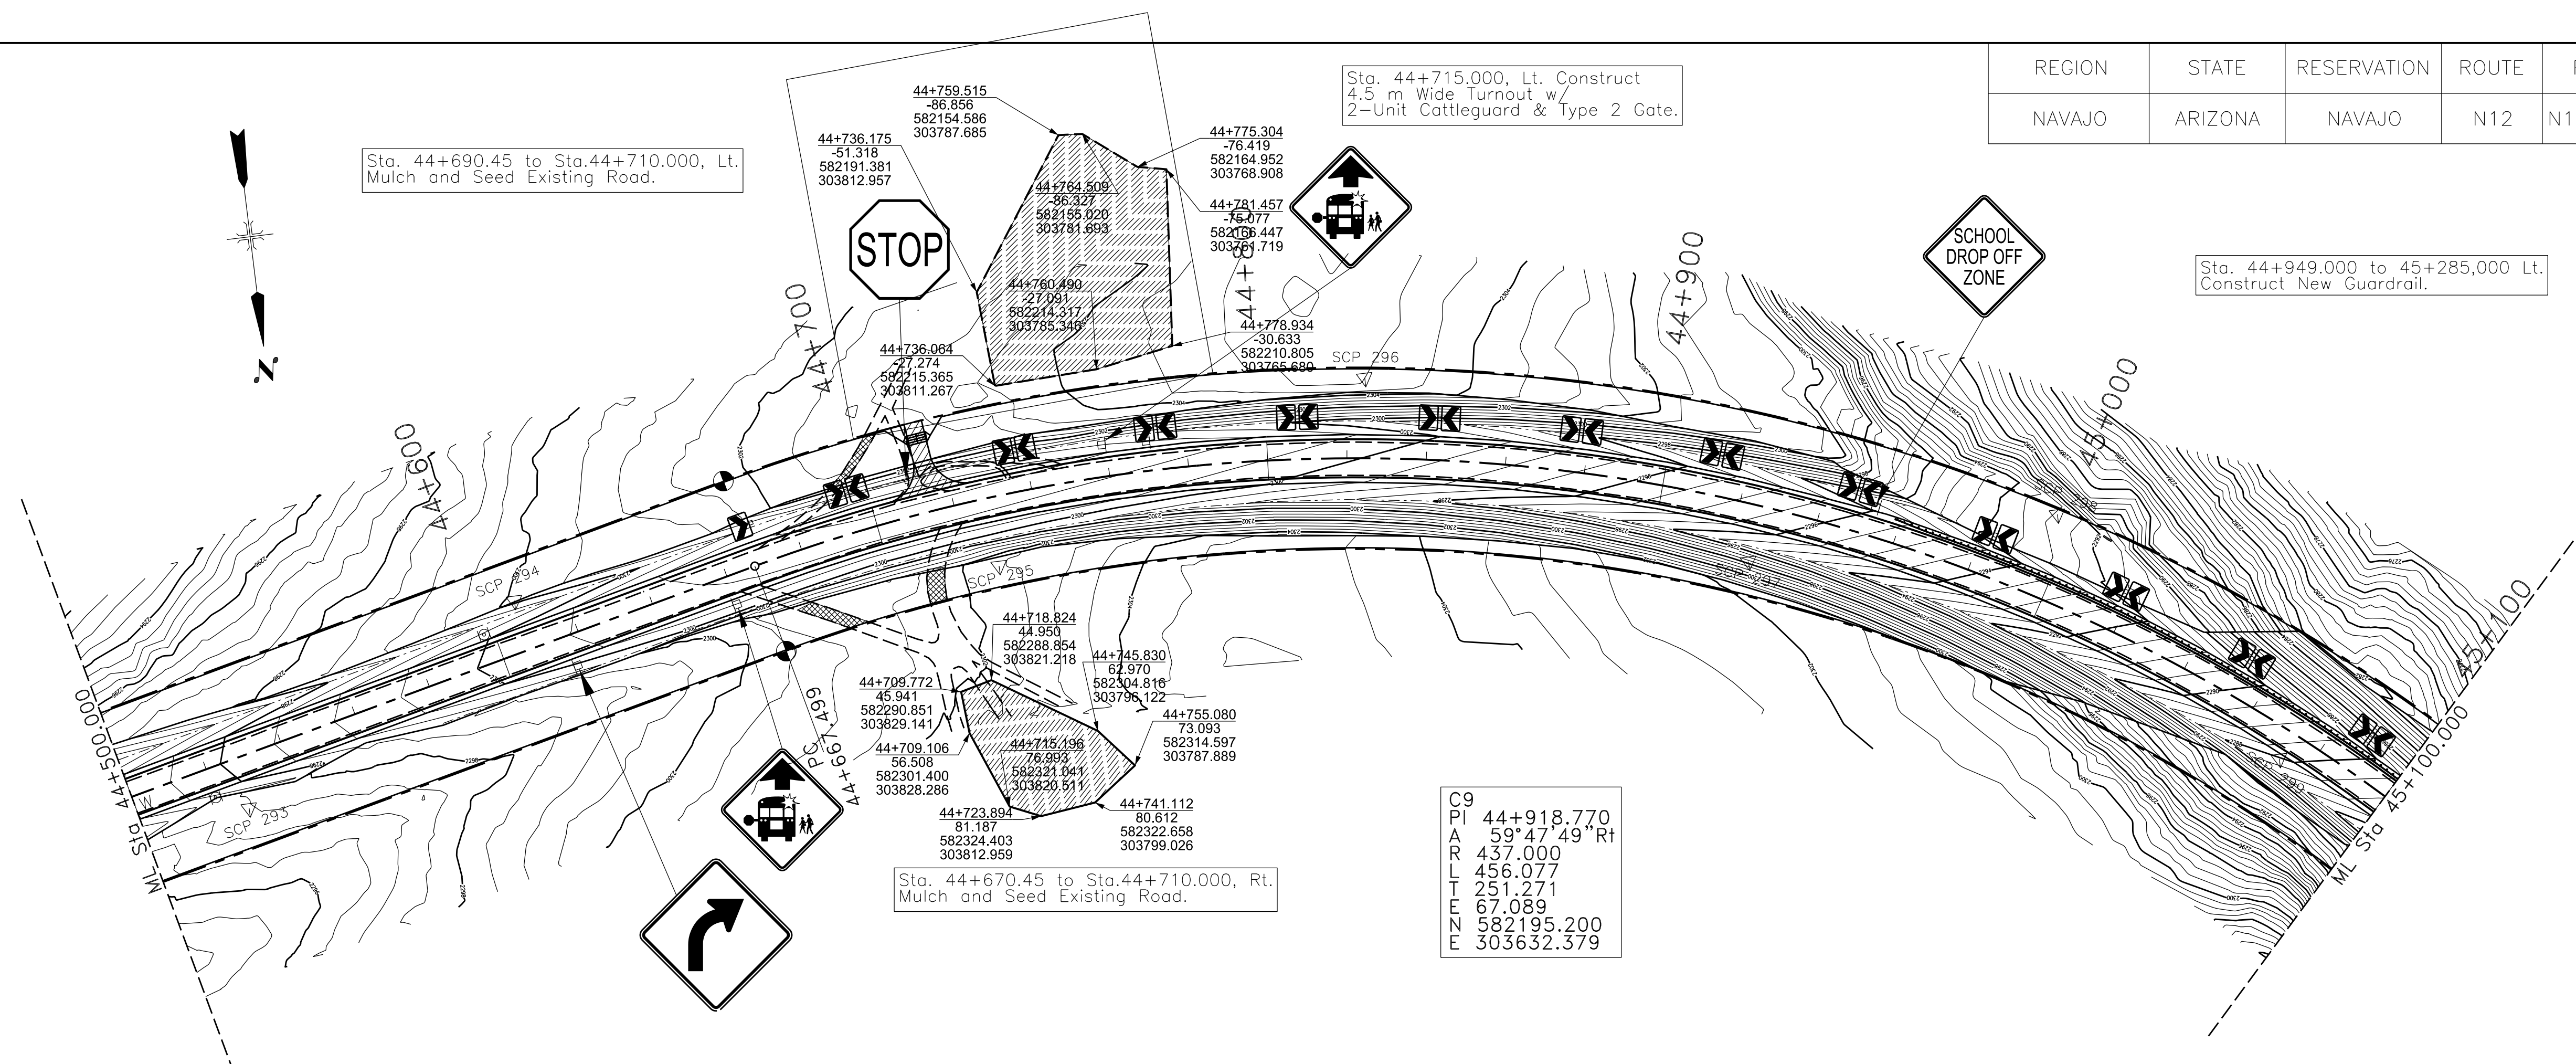 REGION STATE RESERVATION ROUTE
NAVAJO ARIZONA NAVAJO N12
Sta. 44+690.45 to Sta.44+710.000, Lt.
Mulch and Seed Existing Road.
Sta. 44+715.000, Lt. Construct
4.5 m Wide Turnout w/
2-Unit Cattleguard & Type 2 Gate.
Sta. 44+949.000 to 45+285,000 Lt.
Construct New Guardrail.
N
44+759.515
-86.856
582154.586
303787.685
44+736.175
-51.318
582191.381
303812.957
44+775.304
-76.419
582164.952
303768.908
44+764.509
-86.327
582155.020
303781.693
44+781.457
-75.077
582166.447
303761.719
44+760.490
-27.091
582214.317
303785.346
44+778.934
-30.633
582210.805
303765.680
44+736.064
-27.274
582215.365
303811.267
STOP
SCHOOL
DROP OFF
ZONE
44+600
44+700
44+800
44+900
45+000
45+100
SCP 293
SCP 294
SCP 295
SCP 296
SCP 297
SCP 298
SCP 299
ML Sta 44+500.000
ML Sta 45+100.000
PC
44+667.499
44+718.824
44.950
582288.854
303821.218
44+745.830
62.970
582304.816
303796.122
44+709.772
45.941
582290.851
303829.141
44+755.080
73.093
582314.597
303787.889
44+709.106
56.508
582301.400
303828.286
44+715.196
76.993
582321.041
303820.511
44+741.112
80.612
582322.658
303799.026
44+723.894
81.187
582324.403
303812.959
Sta. 44+670.45 to Sta.44+710.000, Rt.
Mulch and Seed Existing Road.
C9
PI 44+918.770
A 59°47'49"Rt
R 437.000
L 456.077
T 251.271
E 67.089
N 582195.200
E 303632.379